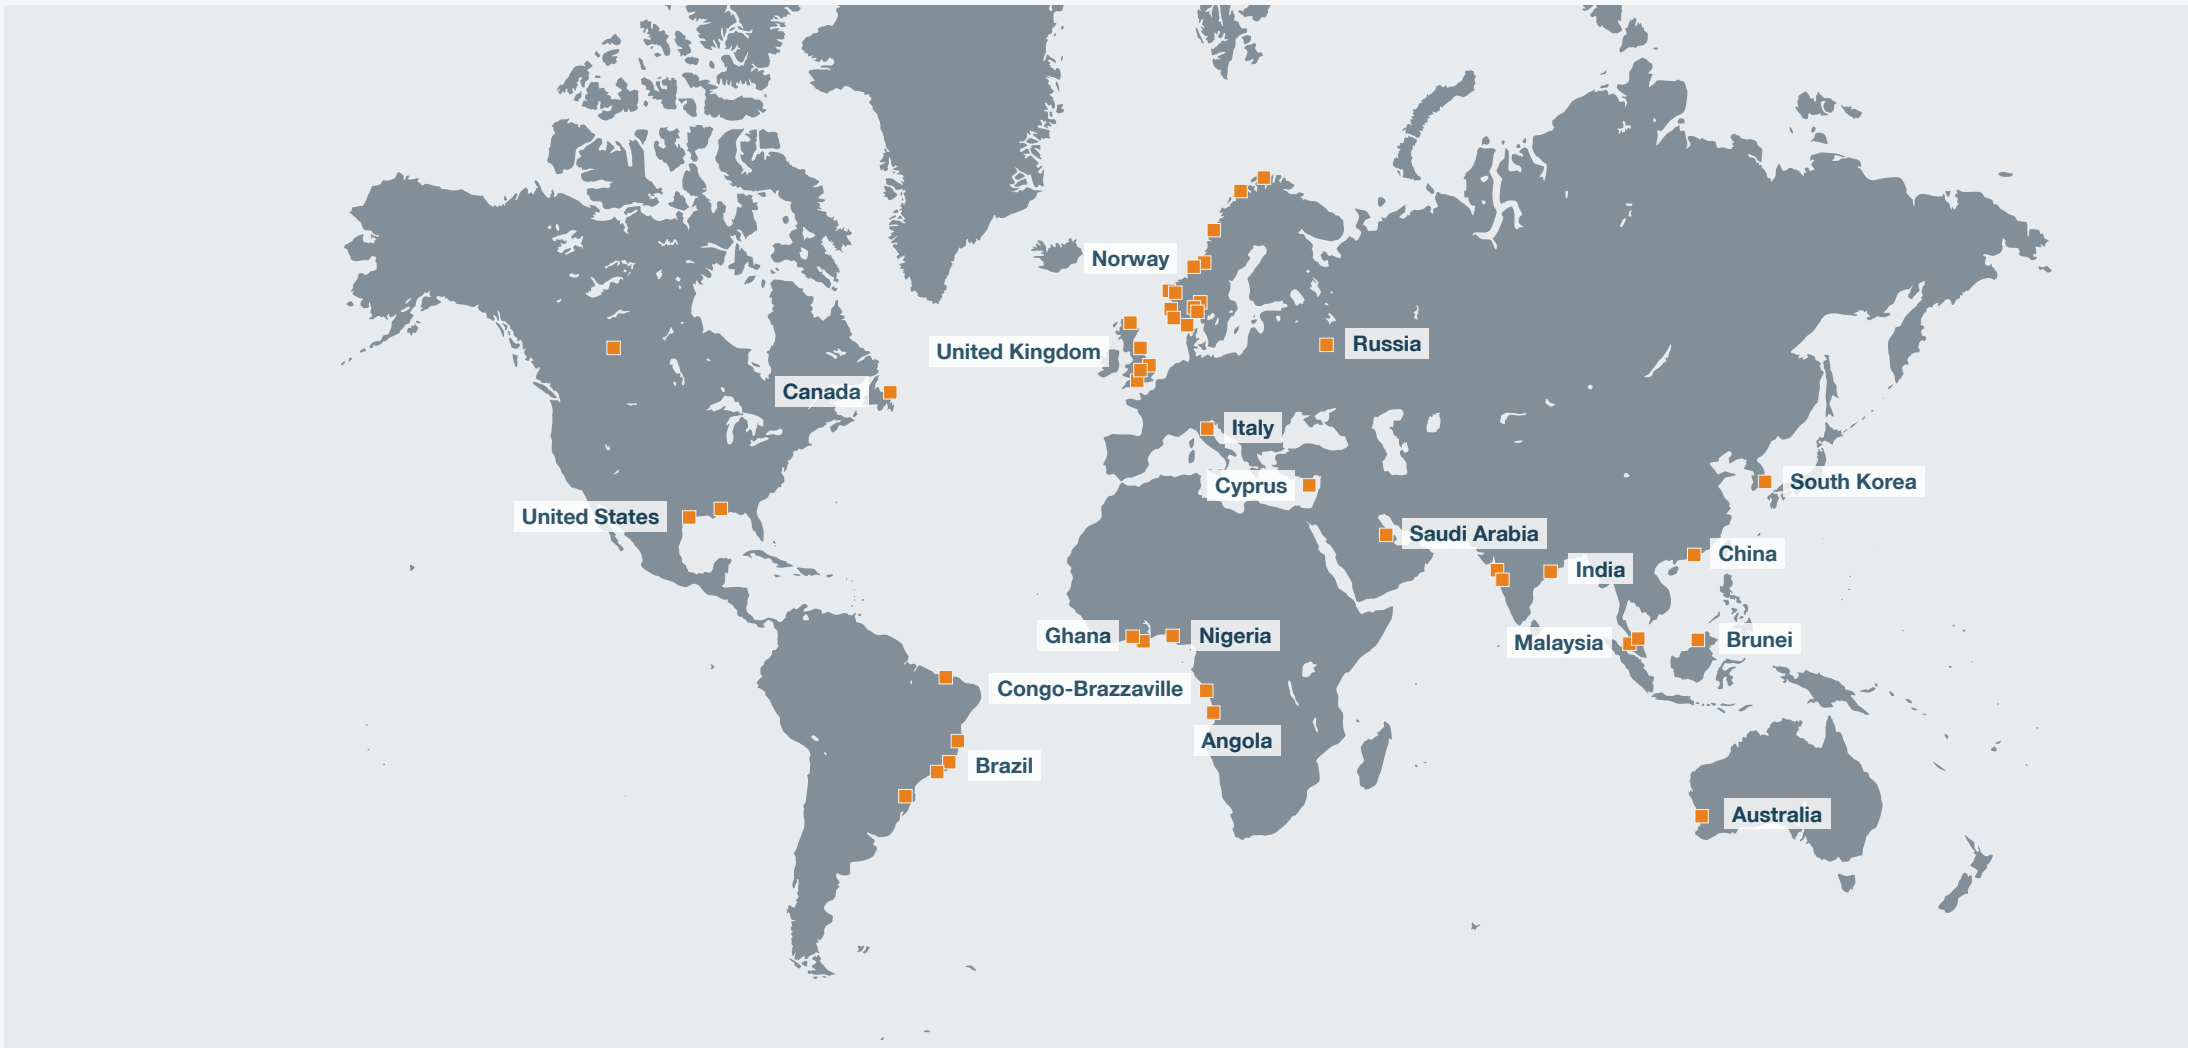 Norway
United Kingdom
Russia
Canada
Italy
South Korea
Cyprus
United States
Saudi Arabia
China
India
Ghana
Nigeria
Malaysia
Brunei
Congo-Brazzaville
Angola
Brazil
Australia